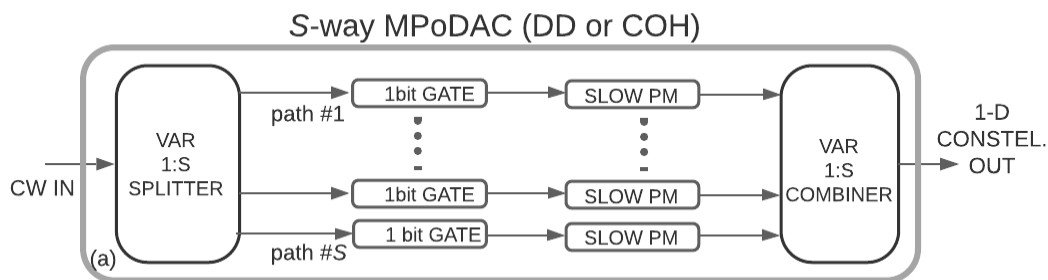 S-way MPoDAC (DD or COH)
1bit GATE
SLOW PM
path #1
1-D
CONSTEL.
OUT
VAR
1:S
SPLITTER
VAR
1:S
COMBINER
CW IN
1bit GATE
SLOW PM
1 bit GATE
SLOW PM
path #S
(a)